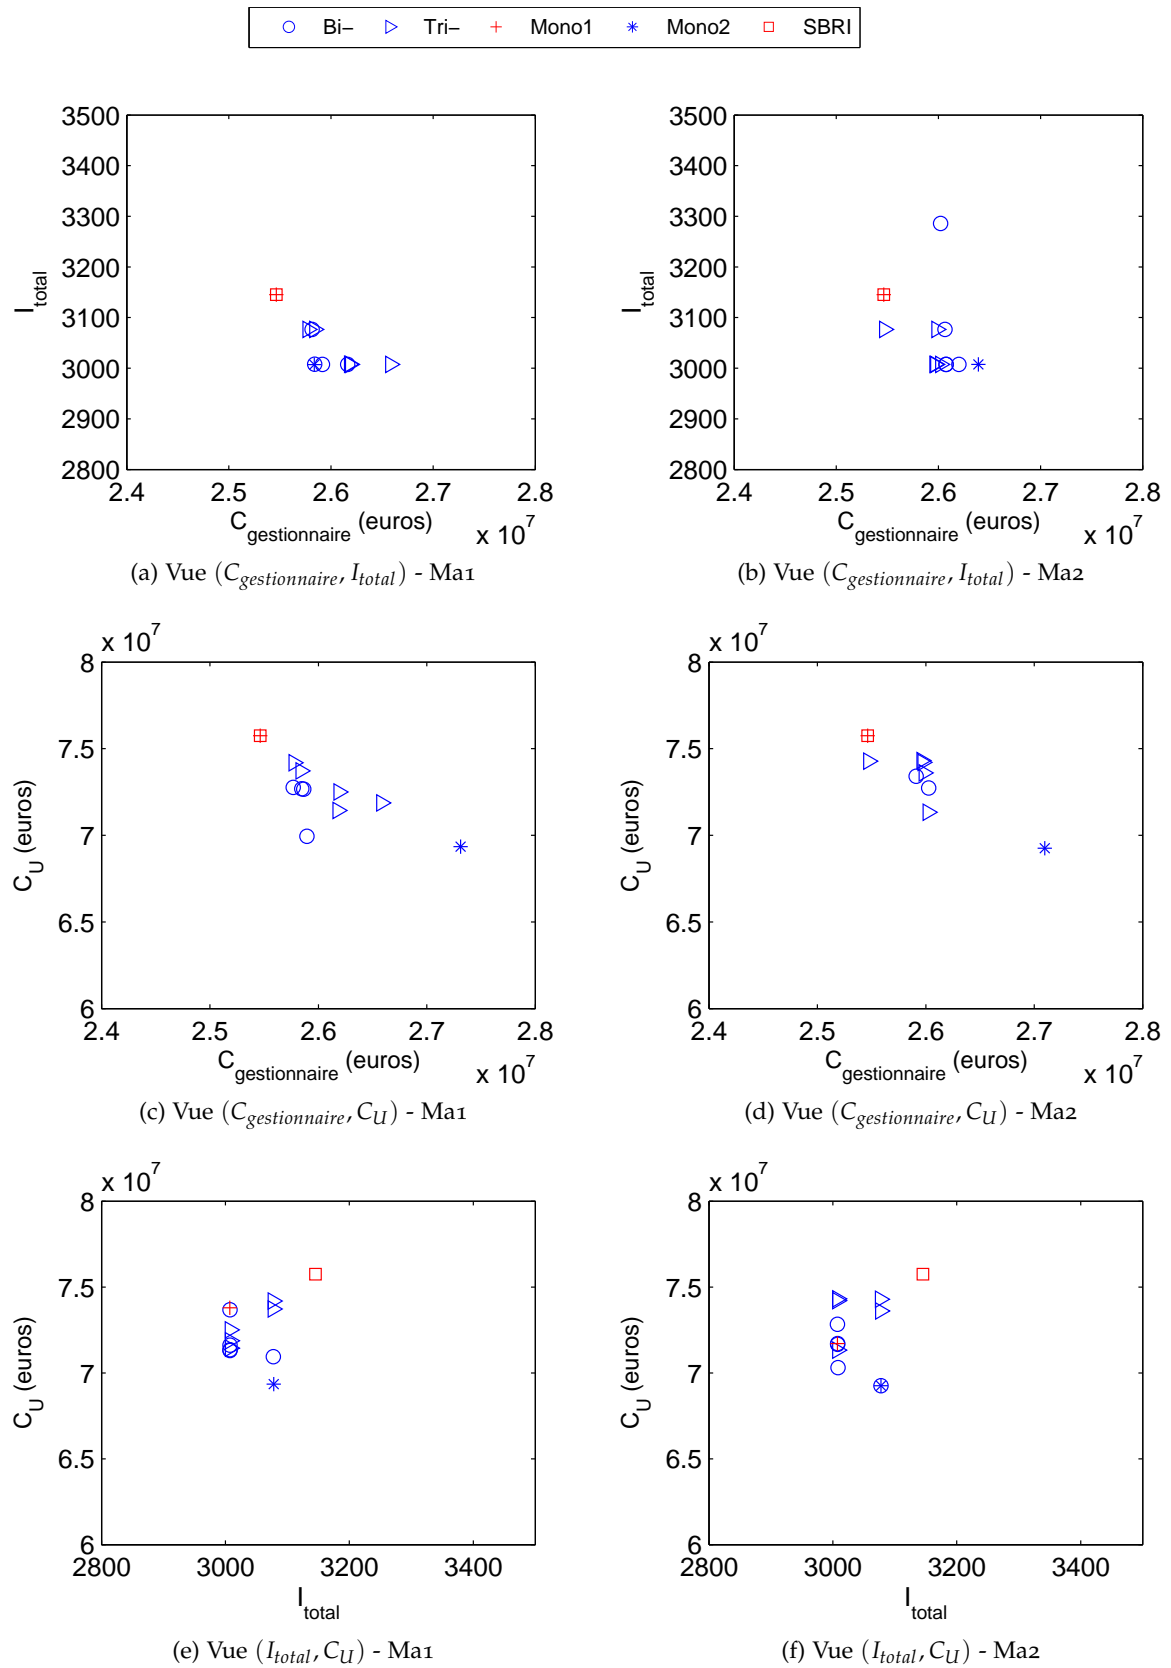 Bi− Tri− Mono1 Mono2 SBRI
3500
3400
3300
3200
3100
3000
2900
2800
I_total
2.4 2.5 2.6 2.7 2.8
C_gestionnaire (euros)
x 10^7
(a) Vue (C_gestionnaire, I_total) - Ma1
3500
3400
3300
3200
3100
3000
2900
2800
I_total
2.4 2.5 2.6 2.7 2.8
C_gestionnaire (euros)
x 10^7
(b) Vue (C_gestionnaire, I_total) - Ma2
x 10^7
8
7.5
7
6.5
6
C_U (euros)
2.4 2.5 2.6 2.7 2.8
C_gestionnaire (euros)
x 10^7
(c) Vue (C_gestionnaire, C_U) - Ma1
x 10^7
8
7.5
7
6.5
6
C_U (euros)
2.4 2.5 2.6 2.7 2.8
C_gestionnaire (euros)
x 10^7
(d) Vue (C_gestionnaire, C_U) - Ma2
x 10^7
8
7.5
7
6.5
6
C_U (euros)
2800 3000 3200 3400
I_total
(e) Vue (I_total, C_U) - Ma1
x 10^7
8
7.5
7
6.5
6
C_U (euros)
2800 3000 3200 3400
I_total
(f) Vue (I_total, C_U) - Ma2